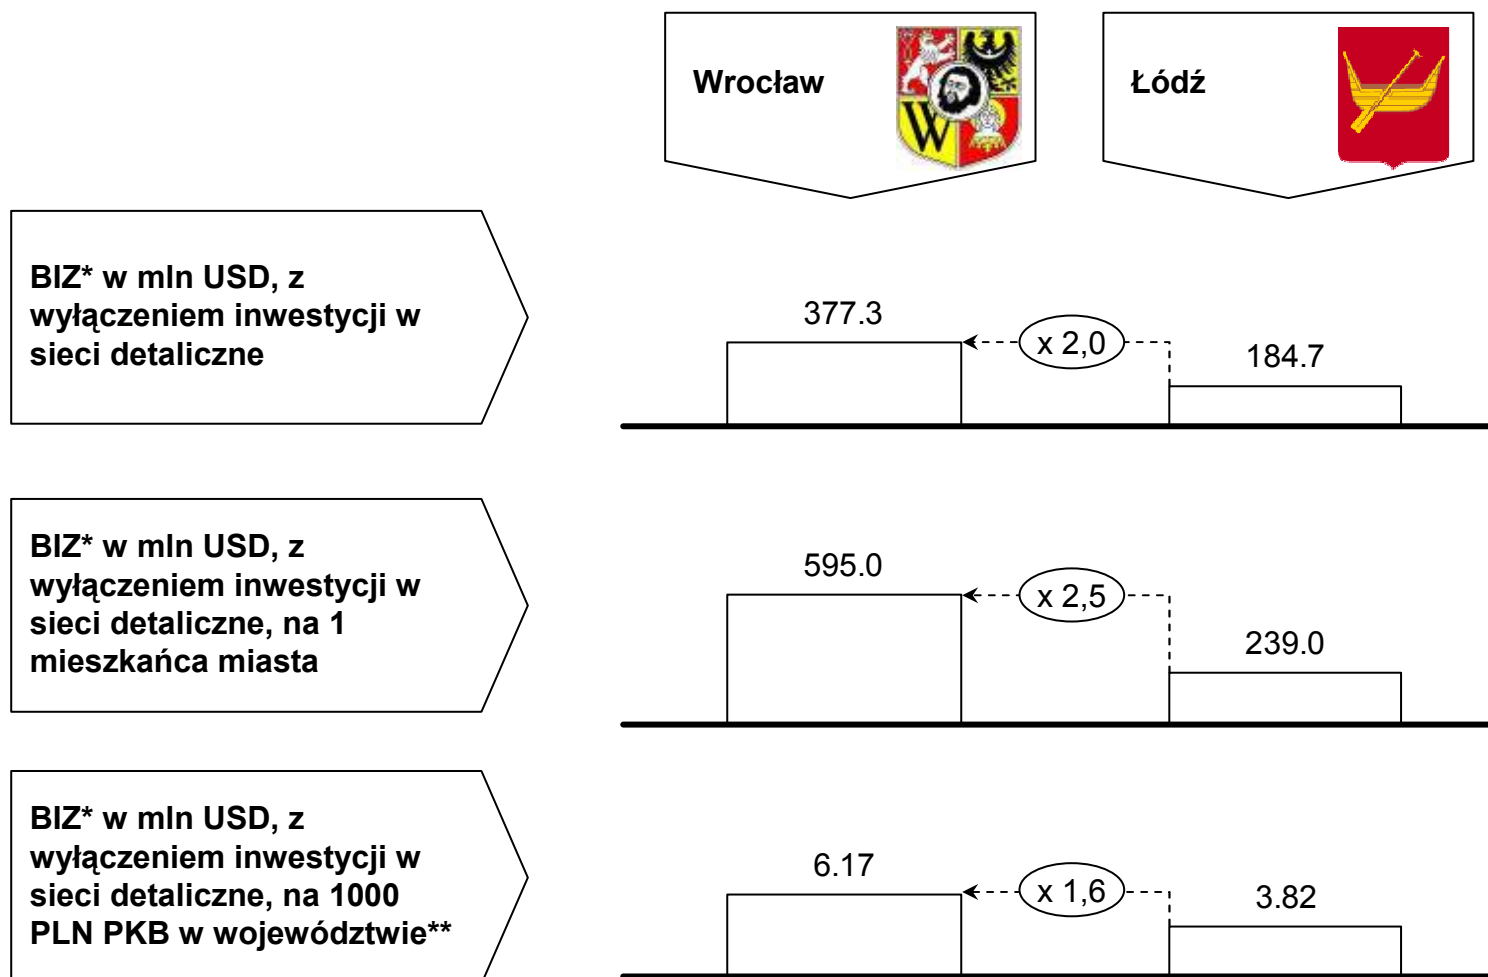 Wrocław
W
Łódź
BIZ* w mln USD, z
wyłączeniem inwestycji w
sieci detaliczne
377.3
x 2,0
184.7
BIZ* w mln USD, z
wyłączeniem inwestycji w
sieci detaliczne, na 1
mieszkańca miasta
595.0
x 2,5
239.0
BIZ* w mln USD, z
wyłączeniem inwestycji w
sieci detaliczne, na 1000
PLN PKB w województwie**
6.17
x 1,6
3.82